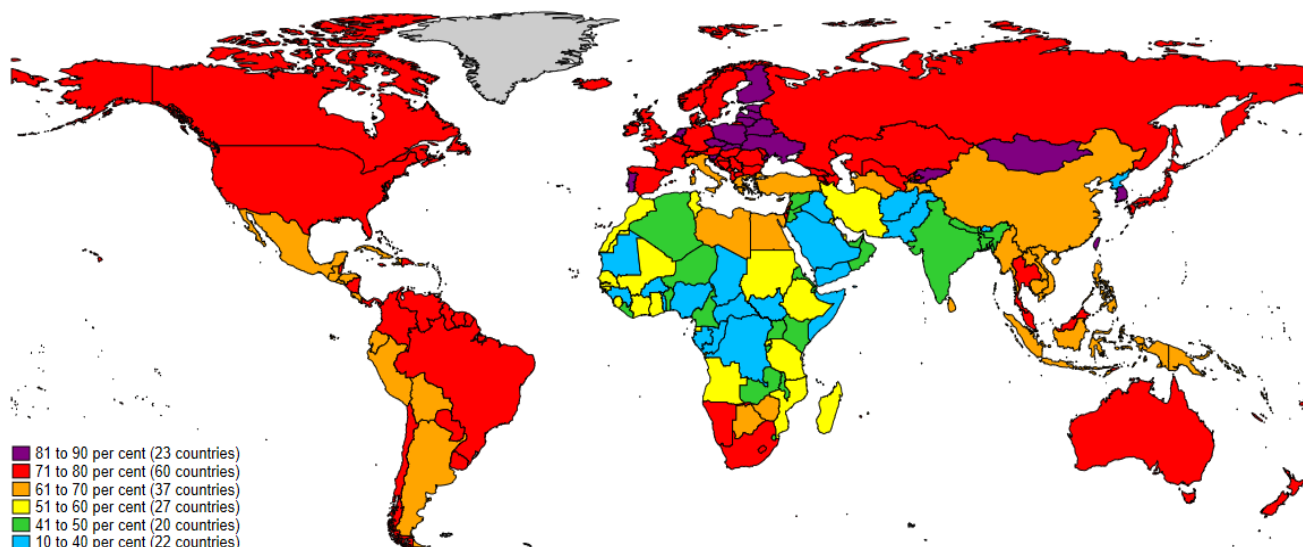 81 to 90 per cent (23 countries)
71 to 80 per cent (60 countries)
61 to 70 per cent (37 countries)
51 to 60 per cent (27 countries)
41 to 50 per cent (20 countries)
10 to 40 per cent (22 countries)